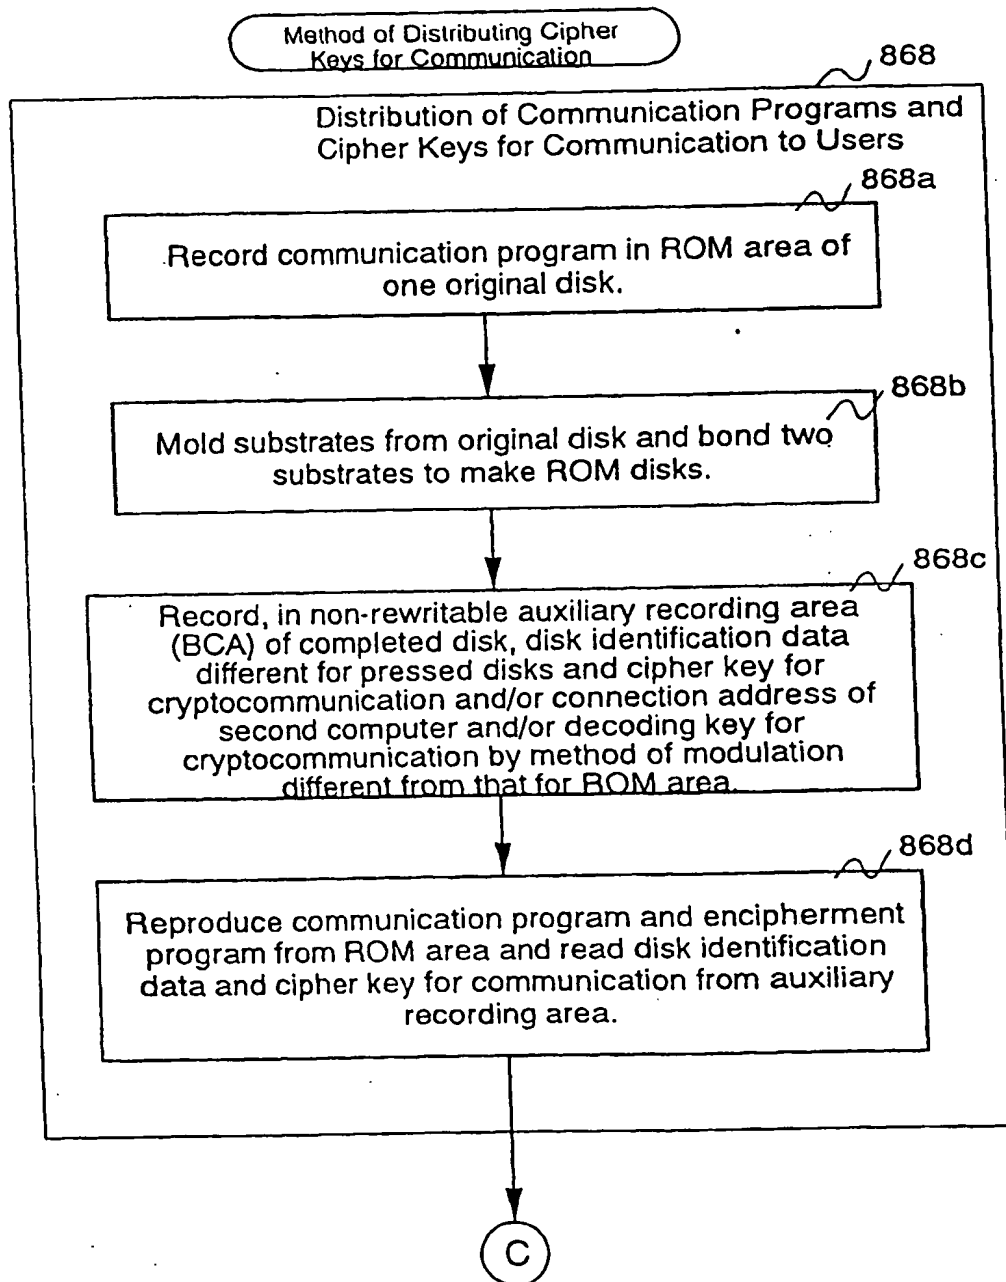 Method of Distributing Cipher
Keys for Communication
868
Distribution of Communication Programs and
Cipher Keys for Communication to Users
868a
Record communication program in ROM area of
one original disk.
868b
Mold substrates from original disk and bond two
substrates to make ROM disks.
868c
Record, in non-rewritable auxiliary recording area
(BCA) of completed disk, disk identification data
different for pressed disks and cipher key for
cryptocommunication and/or connection address of
second computer and/or decoding key for
cryptocommunication by method of modulation
different from that for ROM area.
868d
Reproduce communication program and encipherment
program from ROM area and read disk identification
data and cipher key for communication from auxiliary
recording area.
C